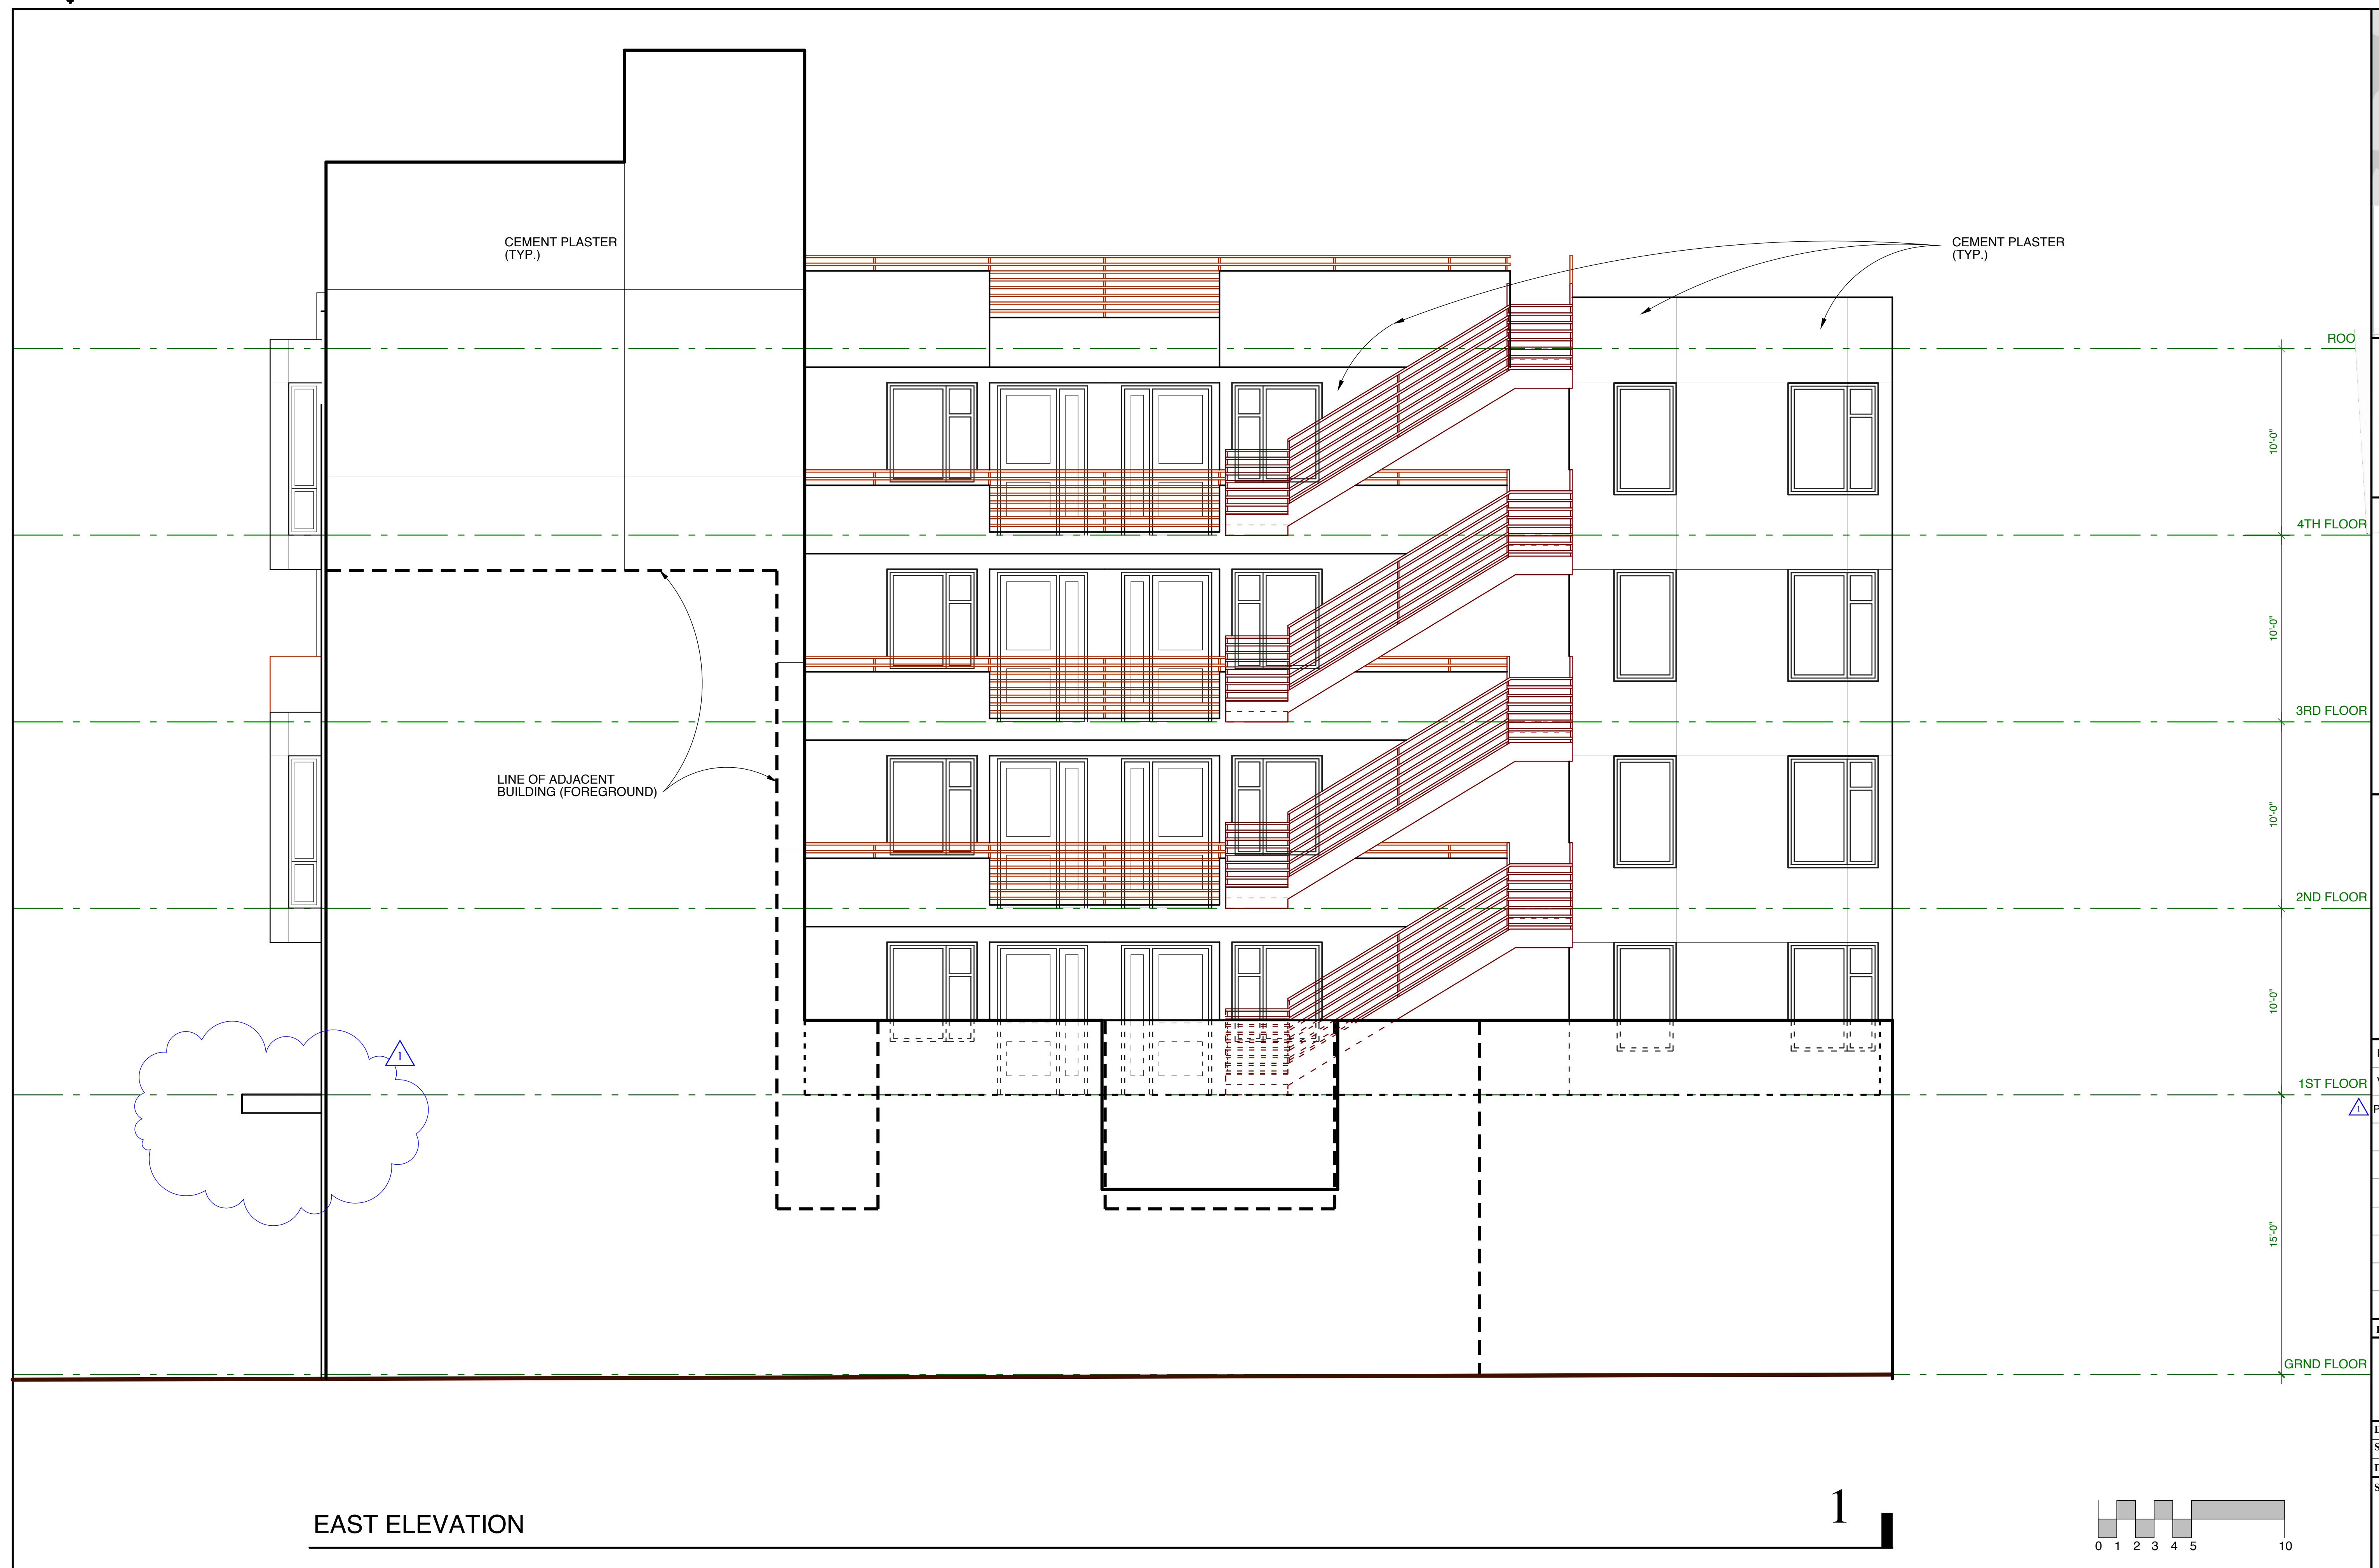 CEMENT PLASTER
(TYP.)
CEMENT PLASTER
(TYP.)
ROO
10'-0"
4TH FLOOR
10'-0"
3RD FLOOR
LINE OF ADJACENT
BUILDING (FOREGROUND)
10'-0"
2ND FLOOR
10'-0"
1
1ST FLOOR
1
P
15'-0"
GRND FLOOR
EAST ELEVATION
1
0 1 2 3 4 5 10